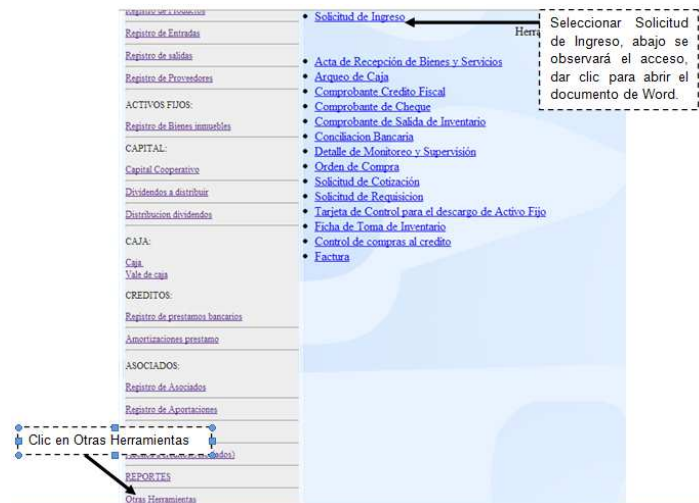 Registro de Productos
Registro de Entradas
Registro de salidas
Registro de Proveedores
ACTIVOS FIJOS:
Registro de Bienes inmuebles
CAPITAL:
Capital Cooperativo
Dividendos a distribuir
Distribucion dividendos
CAJA:
Caja
Vale de caja
CREDITOS:
Registro de prestamos bancarios
Amortizaciones prestamo
ASOCIADOS:
Registro de Asociados
Registro de Aportaciones
Clic en Otras Herramientas
REPORTES
Otras Herramientas
Solicitud de Ingreso
Acta de Recepción de Bienes y Servicios
Arqueo de Caja
Comprobante Credito Fiscal
Comprobante de Cheque
Comprobante de Salida de Inventario
Conciliacion Bancaria
Detalle de Monitoreo y Supervisión
Orden de Compra
Solicitud de Cotización
Solicitud de Requisicion
Tarjeta de Control para el descargo de Activo Fijo
Ficha de Toma de Inventario
Control de compras al credito
Factura
Seleccionar Solicitud
de Ingreso, abajo se
observará el acceso,
dar clic para abrir el
documento de Word.